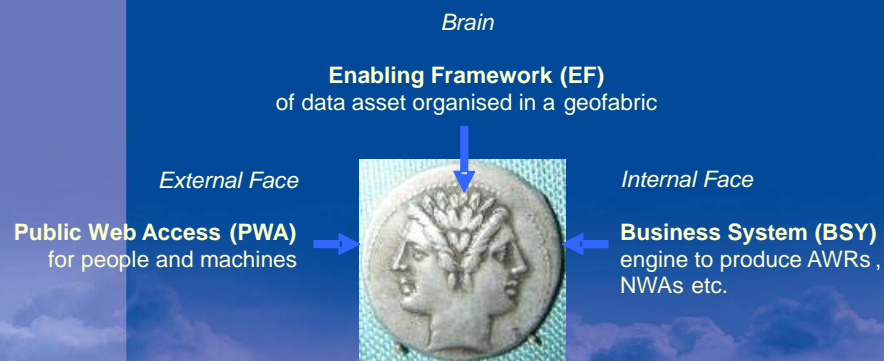 Brain
Enabling Framework (EF)
of data asset organised in a geofabric
External Face
Public Web Access (PWA)
for people and machines
Internal Face
Business System (BSY)
engine to produce AWRs ,
NWAs etc.